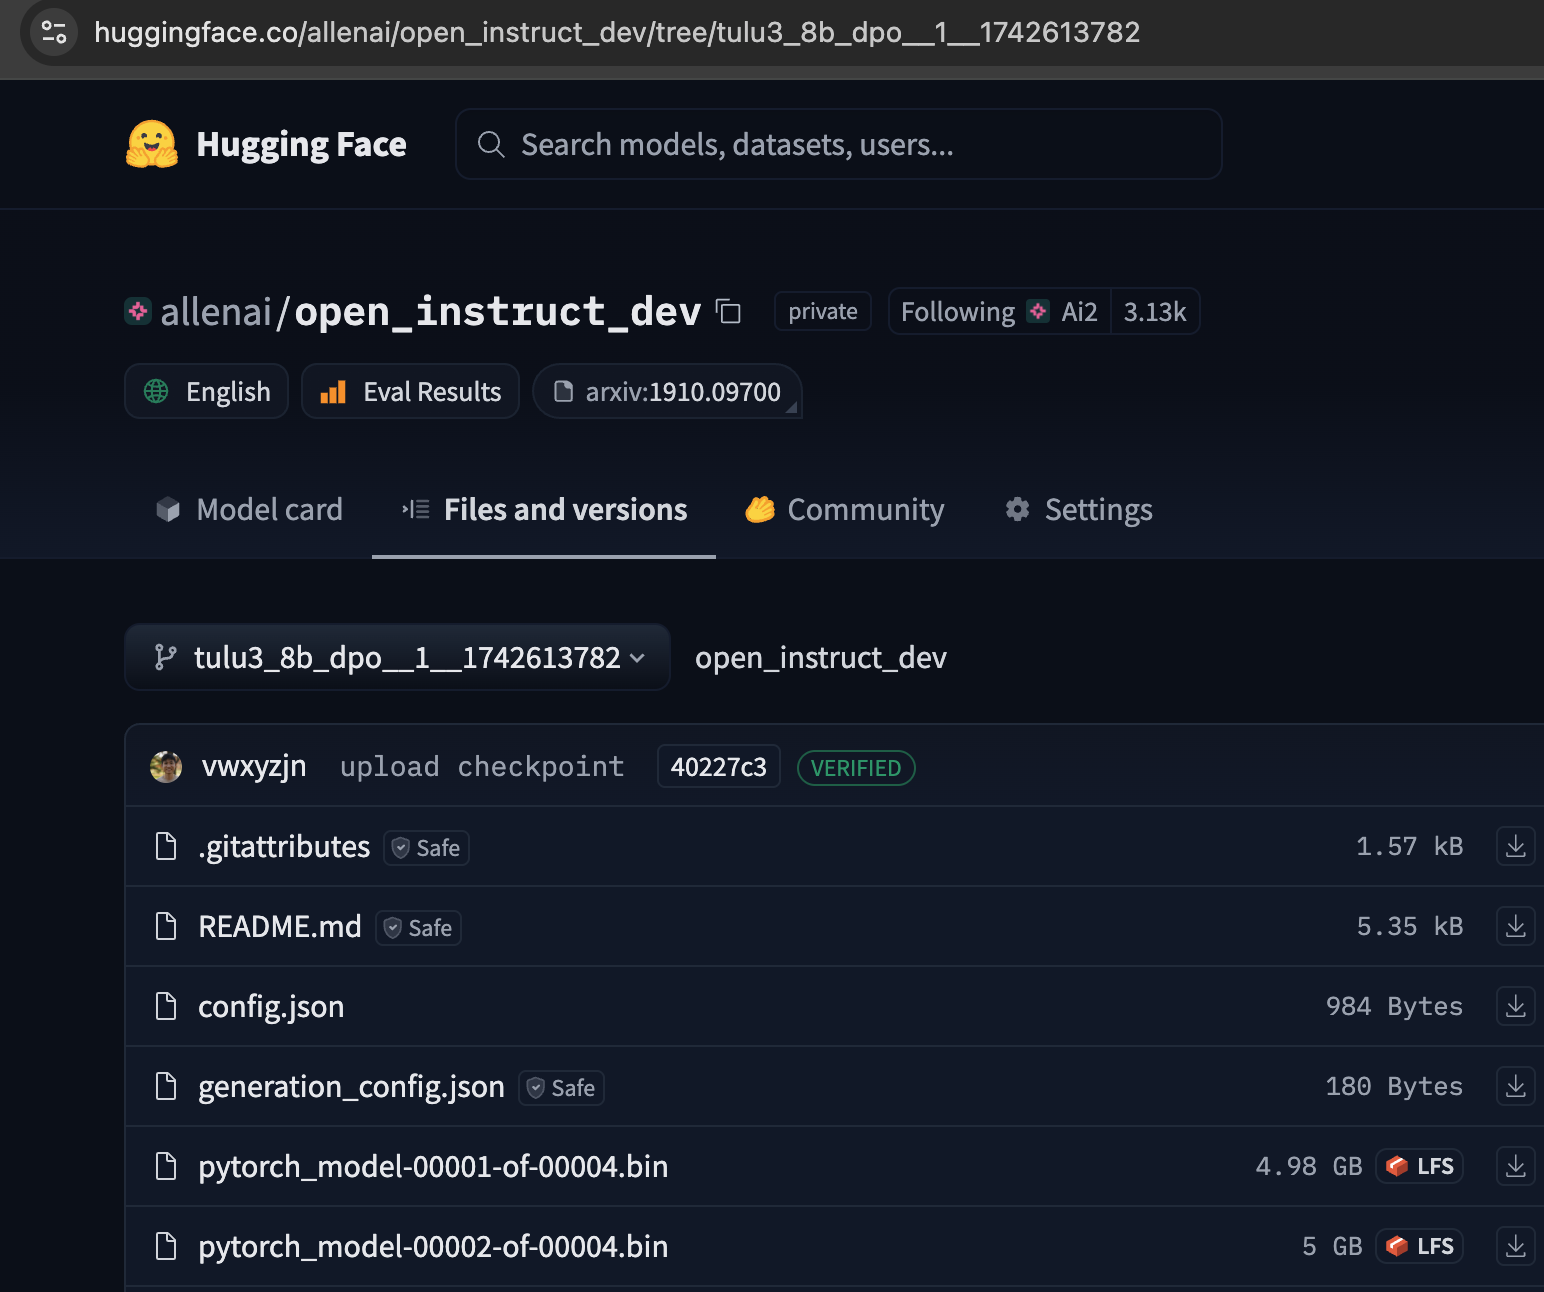 huggingface.co/allenai/open_instruct_dev/tree/tulu3_8b_dpo__1__1742613782
Hugging Face
Search models, datasets, users...
allenai/open_instruct_dev private Following Ai2 3.13k
English Eval Results arxiv:1910.09700
Model card Files and versions Community Settings
tulu3_8b_dpo__1__1742613782 open_instruct_dev
vwxyzjn upload checkpoint 40227c3 VERIFIED
.gitattributes Safe 1.57 kB
README.md Safe 5.35 kB
config.json 984 Bytes
generation_config.json Safe 180 Bytes
pytorch_model-00001-of-00004.bin 4.98 GB LFS
pytorch_model-00002-of-00004.bin 5 GB LFS